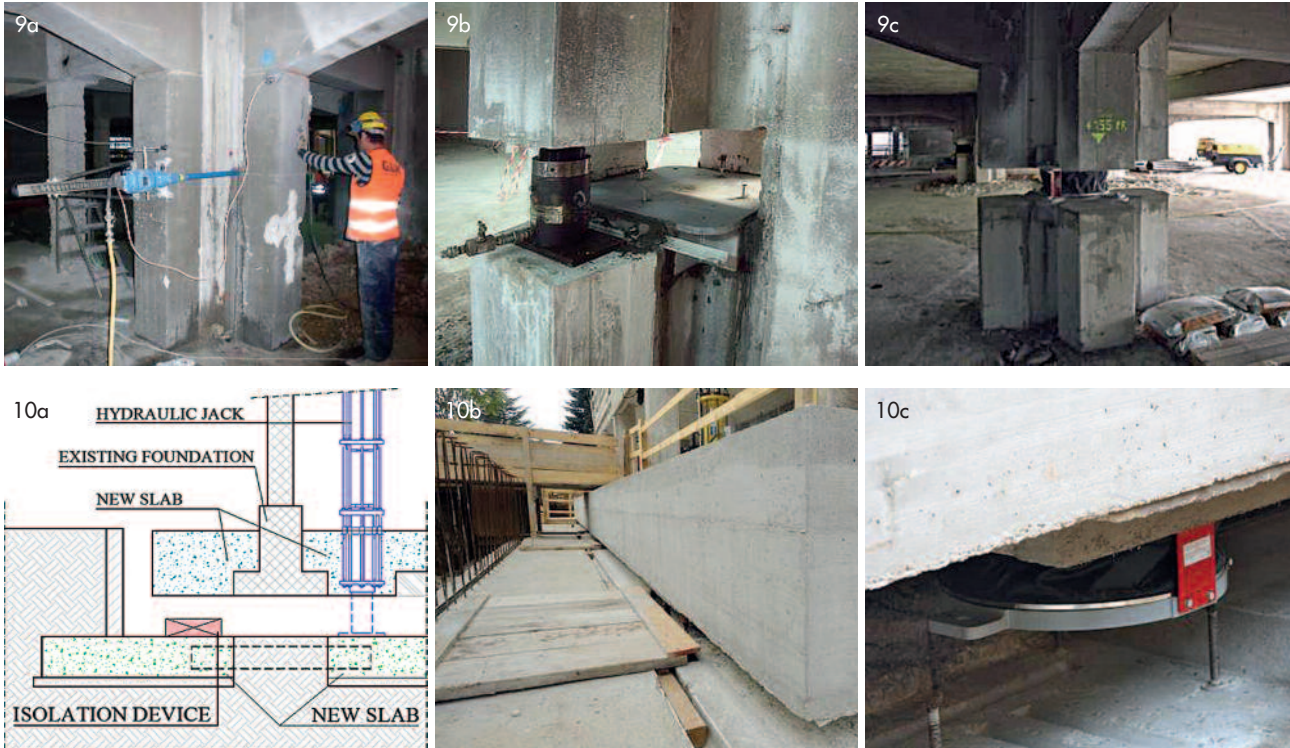 9a
9b
9c
10a
HYDRAULIC JACK
EXISTING FOUNDATION
NEW SLAB
ISOLATION DEVICE
NEW SLAB
10b
10c